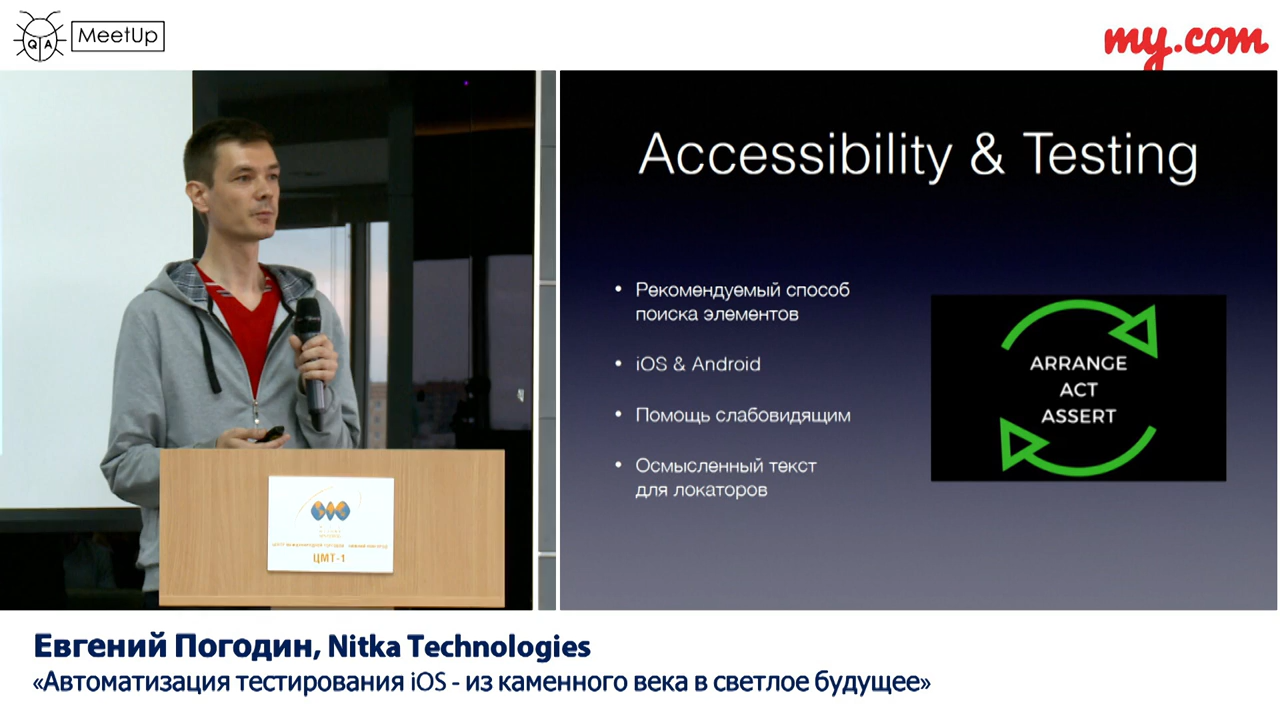 QA
MeetUp
my.com
Accessibility & Testing
• Рекомендуемый способ
поиска элементов
• iOS & Android
• Помощь слабовидящим
• Осмысленный текст
для локаторов
ARRANGE
ACT
ASSERT
ЦМТ-1
Евгений Погодин, Nitka Technologies
«Автоматизация тестирования iOS - из каменного века в светлое будущее»